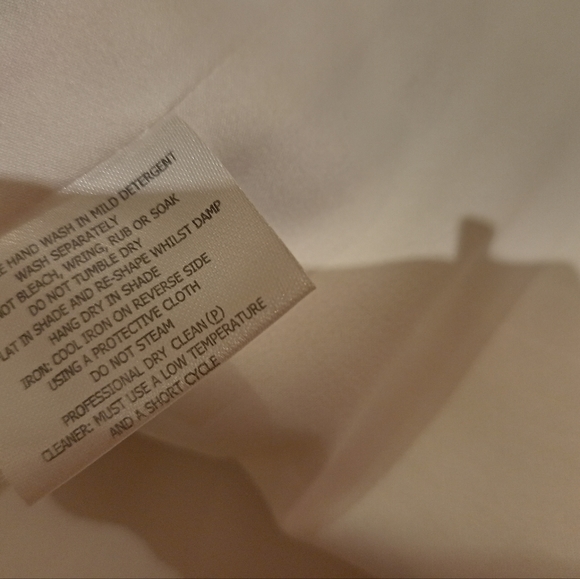 HAND WASH IN MILD DETERGENT
WASH SEPARATELY
BLEACH, WRING, RUB OR SOAK
DO NOT TUMBLE DRY
IN SHADE AND RE-SHAPE WHILST DAMP
HANG DRY IN SHADE
IRON: COOL IRON ON REVERSE SIDE
USING A PROTECTIVE CLOTH
DO NOT STEAM
PROFESSIONAL DRY CLEAN (P)
CLEANER: MUST USE A LOW TEMPERATURE
AND A SHORT CYCLE